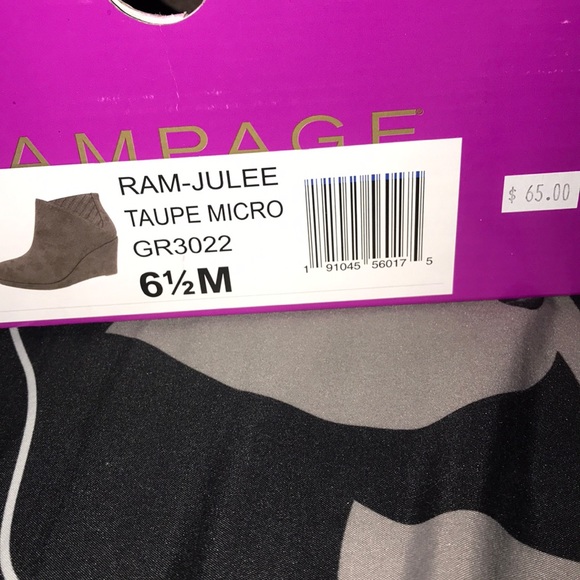 AMPAGE
RAM-JULEE
TAUPE MICRO
GR3022
6½M
1 91045 56017 5
$ 65.00